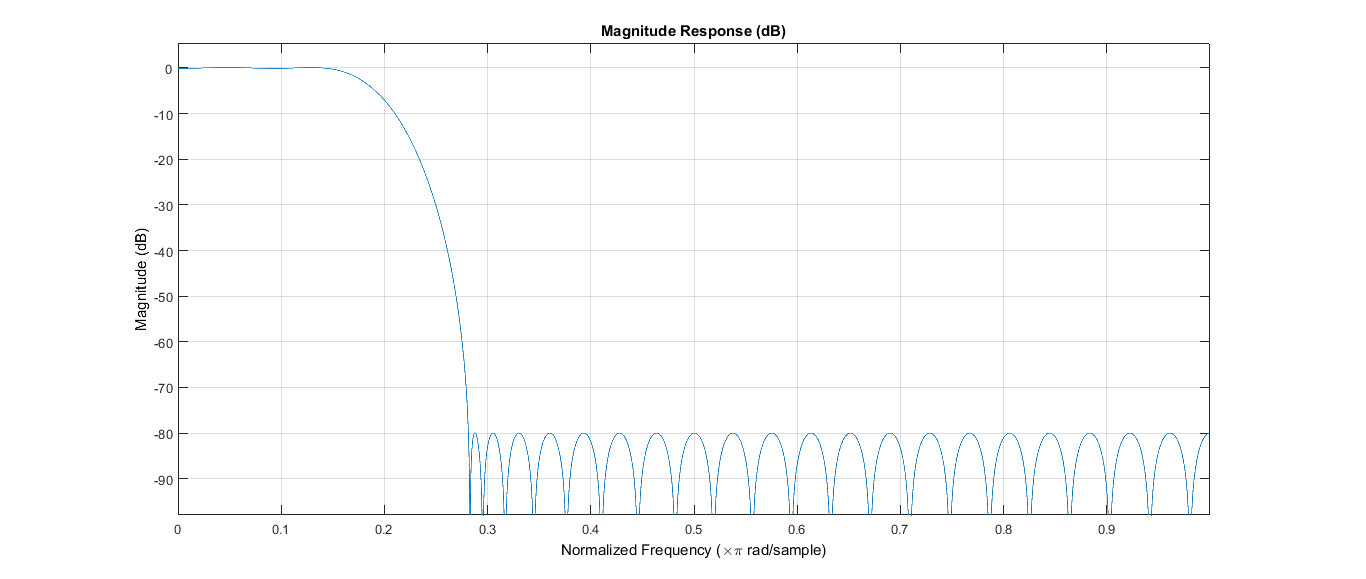 Magnitude Response (dB)
Magnitude (dB)
0
-10
-20
-30
-40
-50
-60
-70
-80
-90
0 0.1 0.2 0.3 0.4 0.5 0.6 0.7 0.8 0.9
Normalized Frequency (×π rad/sample)